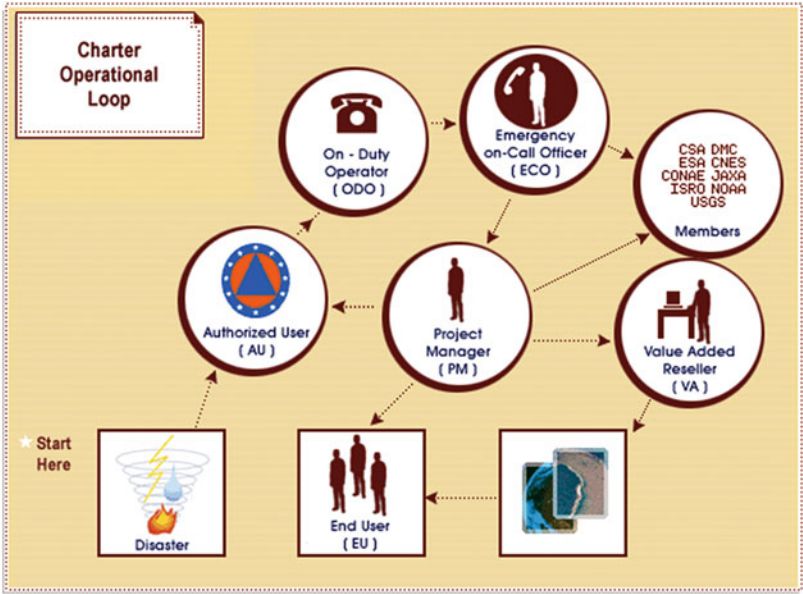 Charter
Operational
Loop
On - Duty
Operator
( ODO )
Emergency
on-Call Officer
( ECO )
CSA DMC
ESA CNES
CONAE JAXA
ISRO NOAA
USGS
Members
Authorized User
( AU )
Project
Manager
( PM )
Value Added
Reseller
( VA )
Start
Here
Disaster
End User
( EU )